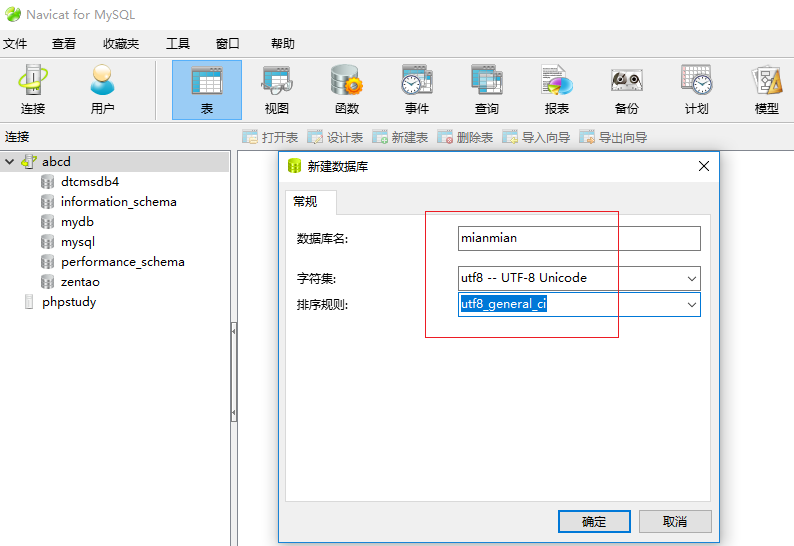 Navicat for MySQL
文件 查看 收藏夹 工具 窗口 帮助
连接 用户 表 视图 函数 事件 查询 报表 备份 计划 模型
连接 打开表 设计表 新建表 删除表 导入向导 导出向导
abcd
dtcmsdb4
information_schema
mydb
mysql
performance_schema
zentao
phpstudy
新建数据库
常规
数据库名: mianmian
字符集: utf8 -- UTF-8 Unicode
排序规则: utf8_general_ci
确定 取消